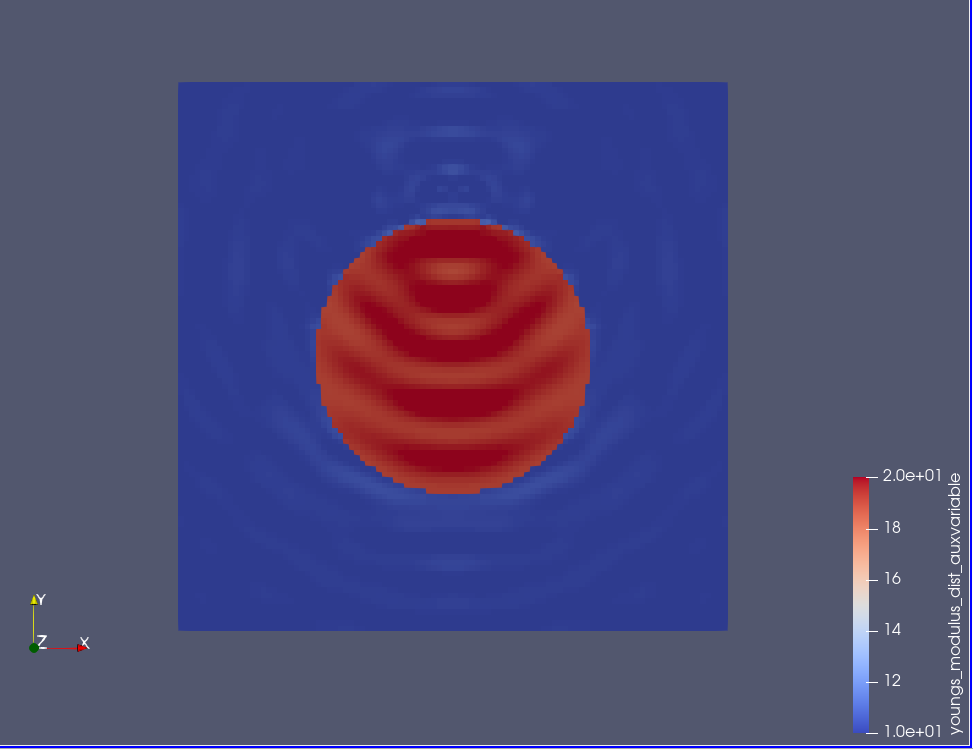 2.0e+01
18
16
14
12
1.0e+01
youngs_modulus_dist_auxvariable
Y
Z
X